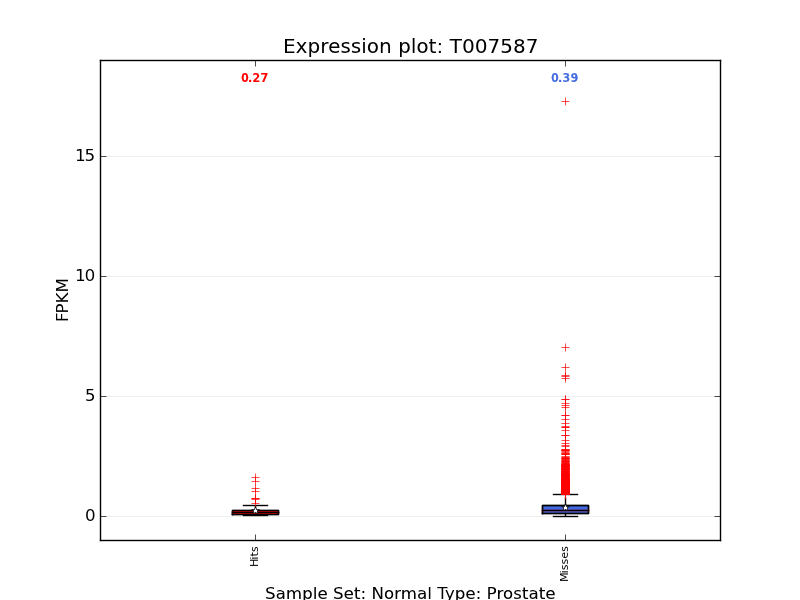 Expression plot: T007587
0.27
0.39
15
10
5
0
FPKM
Hits
Misses
Sample Set: Normal Type: Prostate